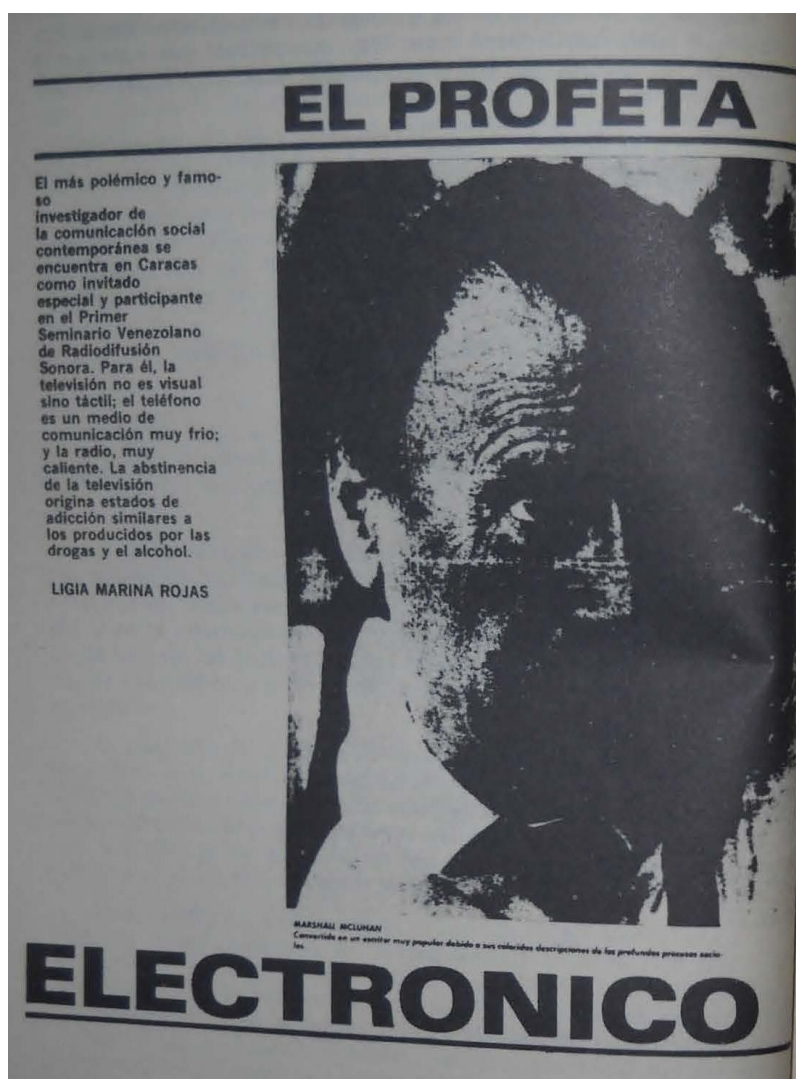 EL PROFETA
El más polémico y famo-
so
investigador de
la comunicación social
contemporánea se
encuentra en Caracas
como invitado
especial y participante
en el Primer
Seminario Venezolano
de Radiodifusión
Sonora. Para él, la
televisión no es visual
sino táctil; el teléfono
es un medio de
comunicación muy frio;
y la radio, muy
caliente. La abstinencia
de la televisión
origina estados de
adicción similares a
los producidos por las
drogas y el alcohol.
LIGIA MARINA ROJAS
MARSHALL MCLUHAN
Convertido en un escritor muy popular debido a sus coloridas descripciones de los profundos procesos socia-
les
ELECTRONICO